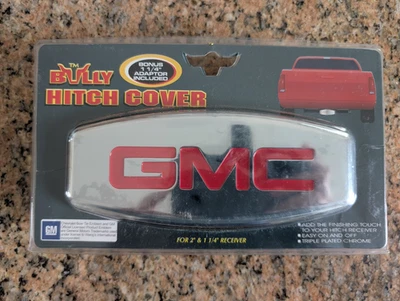 TM
BULLY
BONUS
1 1/4"
ADAPTOR
INCLUDED
HITCH COVER
GMC
GM
FOR 2" & 1 1/4" RECEIVER
ADD THE FINISHING TOUCH
TO YOUR HITCH RECEIVER
EASY ON AND OFF
TRIPLE PLATED CHROME